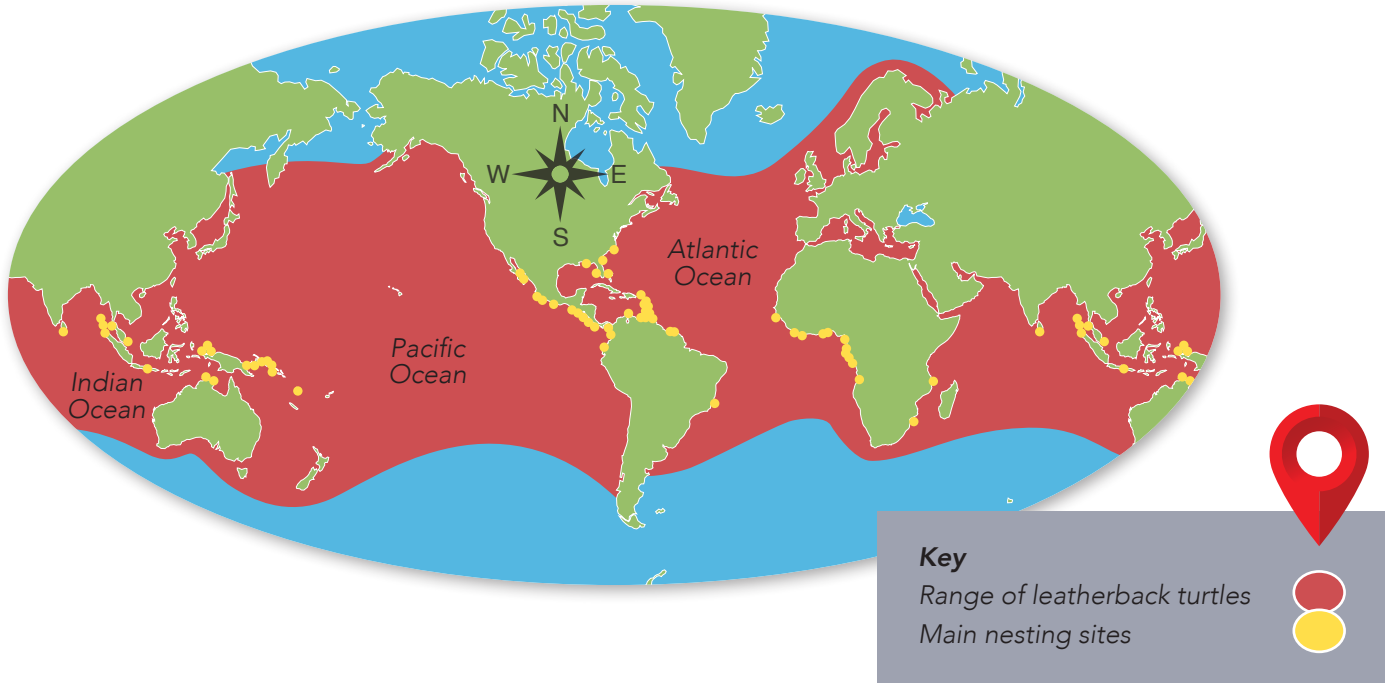 N
W
E
S
Atlantic
Ocean
Pacific
Ocean
Indian
Ocean
Key
Range of leatherback turtles
Main nesting sites